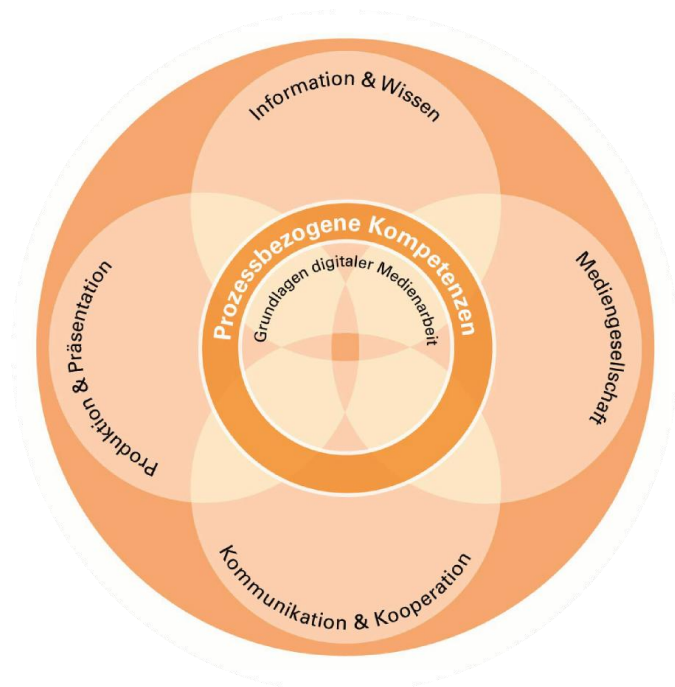 Information & Wissen
Prozessbezogene Kompetenzen
Grundlagen digitaler Medienarbeit
Produktion & Präsentation
Mediengesellschaft
Kommunikation & Kooperation